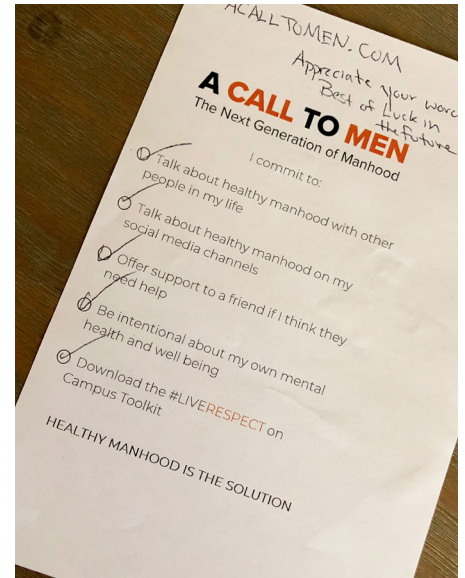 ACALLTOMEN.COM
Appreciate your
Best of Luck in
the future
A CALL TO MEN
The Next Generation of Manhood
I commit to:
Talk about healthy manhood with other
people in my life
Talk about healthy manhood on my
social media channels
Offer support to a friend if I think they
need help
Be intentional about my own mental
health and well being
Download the #LIVERESPECT on
Campus Toolkit
HEALTHY MANHOOD IS THE SOLUTION